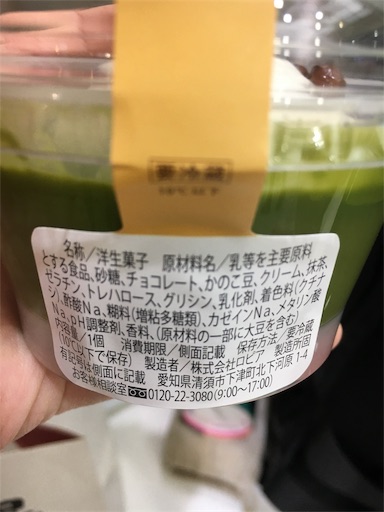 要冷蔵
10℃以下
名称／洋生菓子　原材料名／乳等を主要原料
とする食品、砂糖、チョコレート、かのこ豆、クリーム、抹茶、
ゼラチン、トレハロース、グリシン、乳化剤、着色料(クチナ
シ)、酢酸Na、糊料(増粘多糖類)、カゼインNa、メタリン酸
Na、pH調整剤、香料、(原材料の一部に大豆を含む)
内容量／1個　消費期限／側面記載　保存方法／要冷蔵
(10℃以下で保存)　製造者／株式会社ロピア　製造所固
有記号は側面に記載　愛知県清須市下津町北下河原1-4
お客様相談室 0120-22-3080(9:00〜17:00)